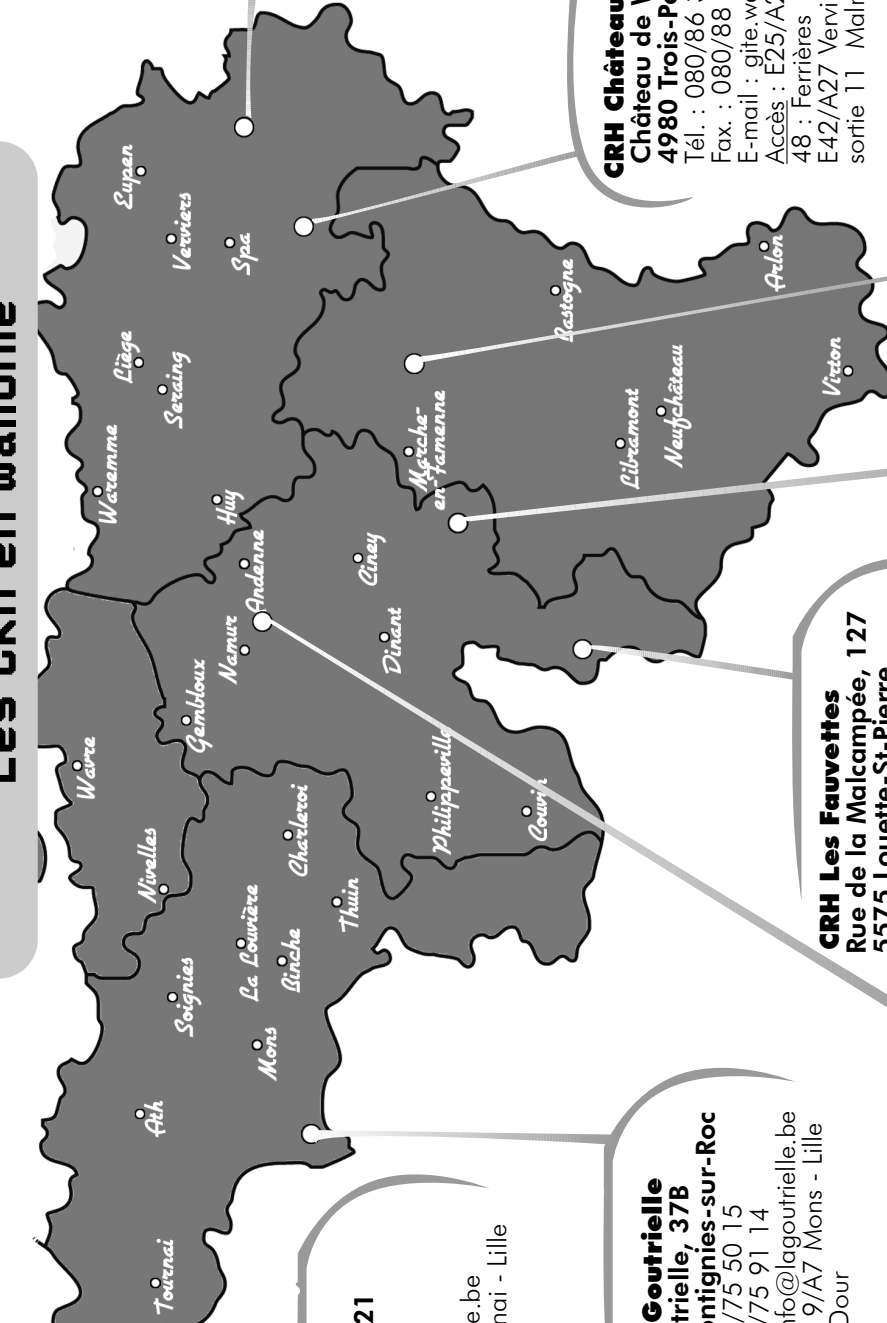 Les CRH en Wallonie
Tournai
Ath
Soignies
Mons
La Louvière
Binche
Charleroi
Thuin
Nivelles
Wavre
Gembloux
Namur
Andenne
Dinant
Ciney
Philippeville
Couvin
Waremme
Huy
Liège
Seraing
Verviers
Eupen
Spa
Marche-
en-Famenne
Bastogne
Libramont
Neufchâteau
Arlon
Virton
21
e.be
nai - Lille
Goutrielle
trielle, 37B
ontignies-sur-Roc
/75 50 15
/75 91 14
nfo@lagoutrielle.be
9/A7 Mons - Lille
Dour
CRH Les Fauvettes
Rue de la Malcampée, 127
5575 Louette-St-Pierre
CRH Château
Château de W
4980 Trois-Po
Tél. : 080/86
Fax. : 080/88
E-mail : gite.we
Accès : E25/A2
48 : Ferrières
E42/A27 Vervi
sortie 11 Malm